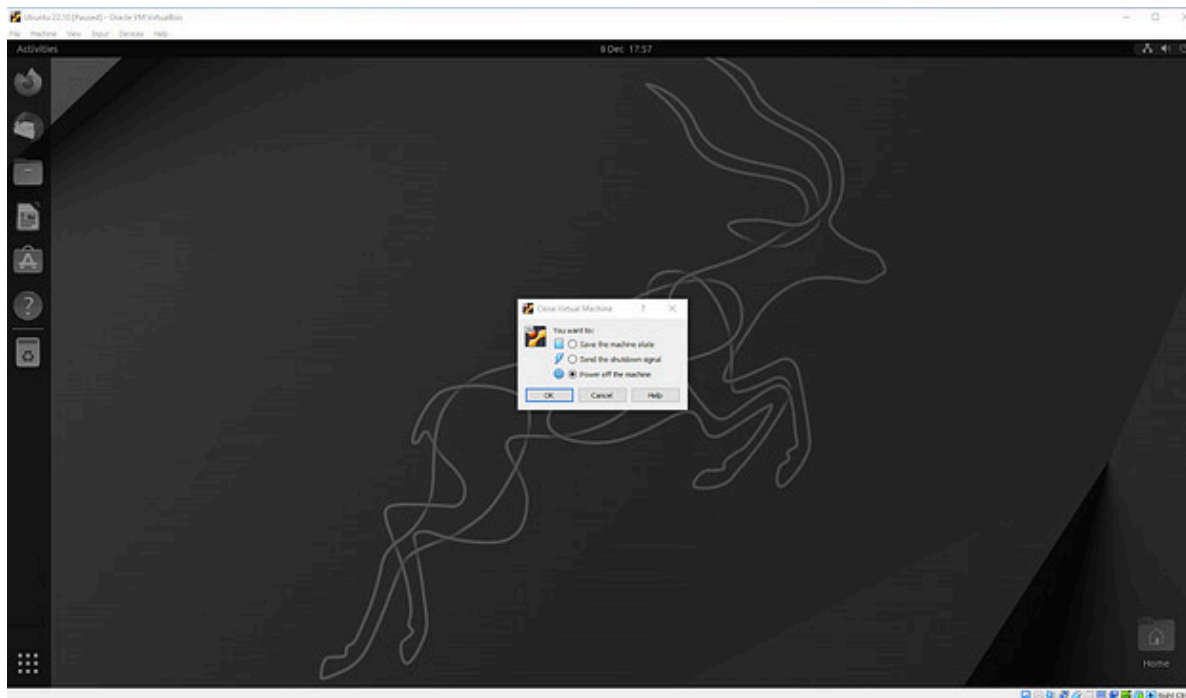 Ubuntu 22.10 [Paused] - Oracle VM VirtualBox
File Machine View Input Devices Help
Activities
8 Dec 17:57
Close Virtual Machine
You want to:
Save the machine state
Send the shutdown signal
Power off the machine
OK Cancel Help
Home
Right